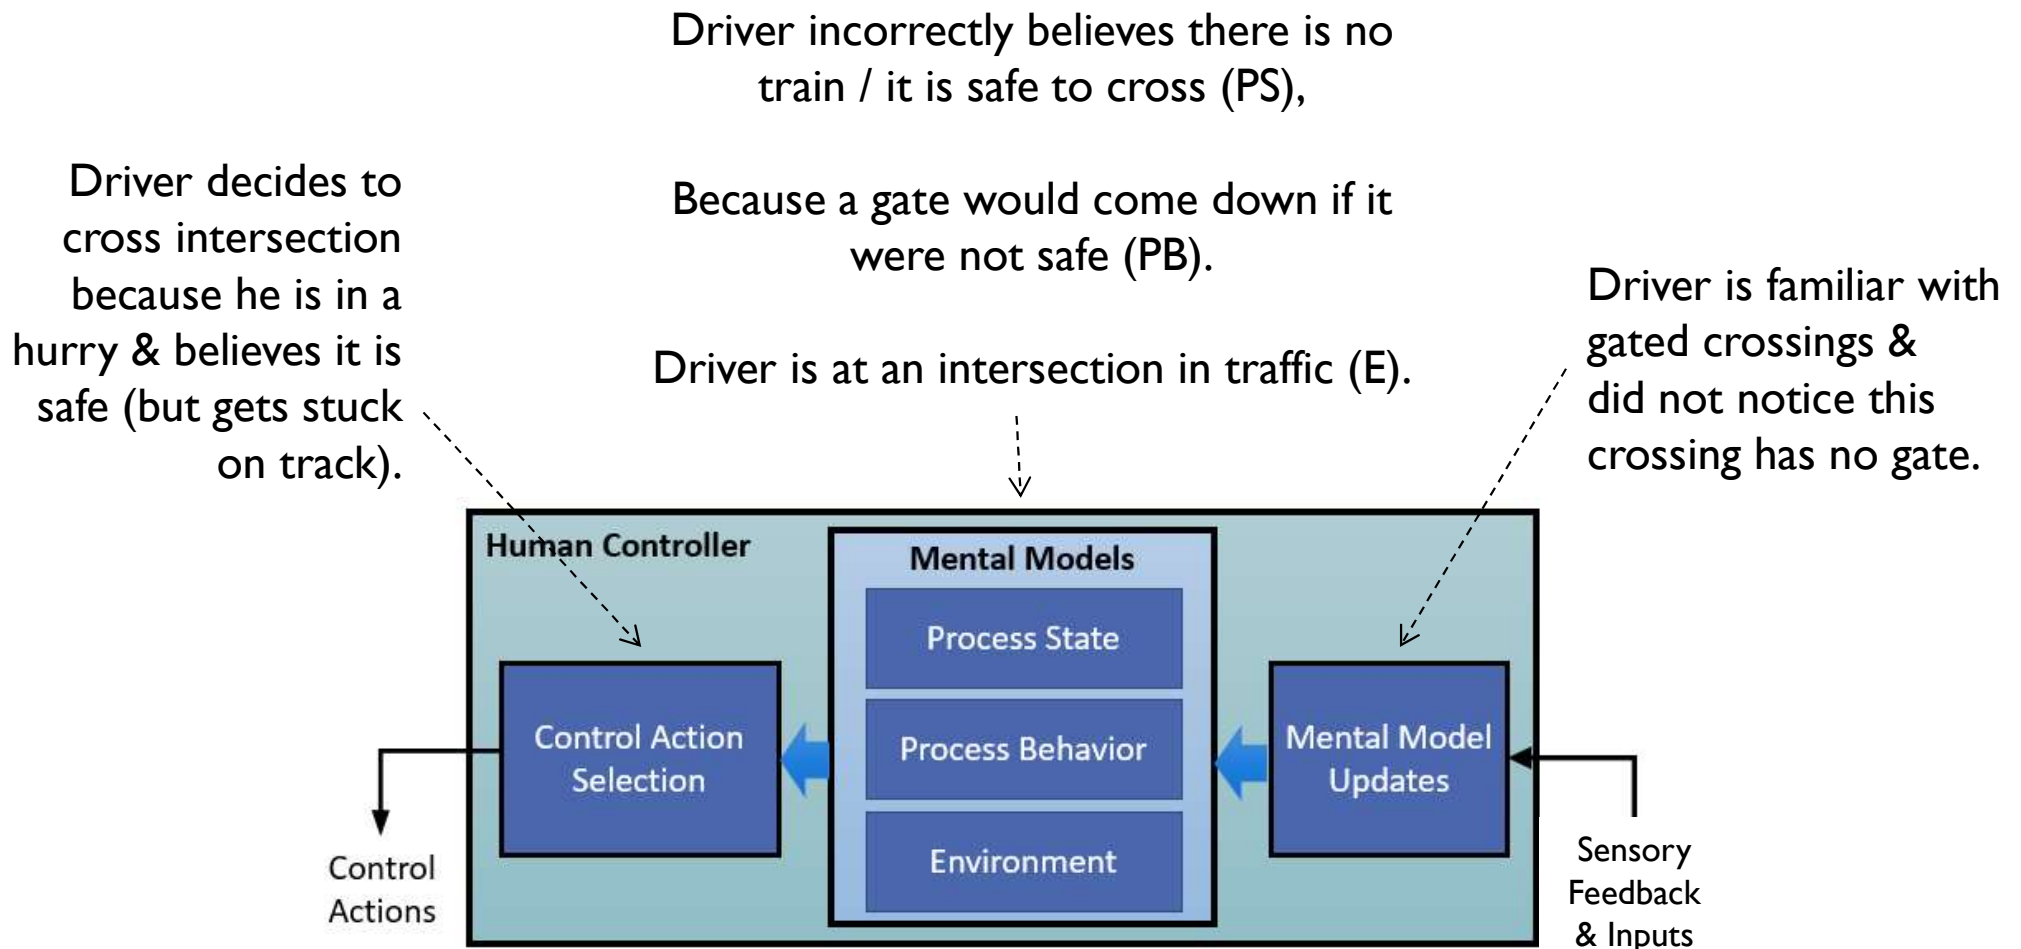 Driver incorrectly believes there is no
train / it is safe to cross (PS),
Because a gate would come down if it
were not safe (PB).
Driver is at an intersection in traffic (E).
Driver decides to
cross intersection
because he is in a
hurry & believes it is
safe (but gets stuck
on track).
Driver is familiar with
gated crossings &
did not notice this
crossing has no gate.
Human Controller
Mental Models
Process State
Process Behavior
Environment
Control Action
Selection
Mental Model
Updates
Control
Actions
Sensory
Feedback
& Inputs